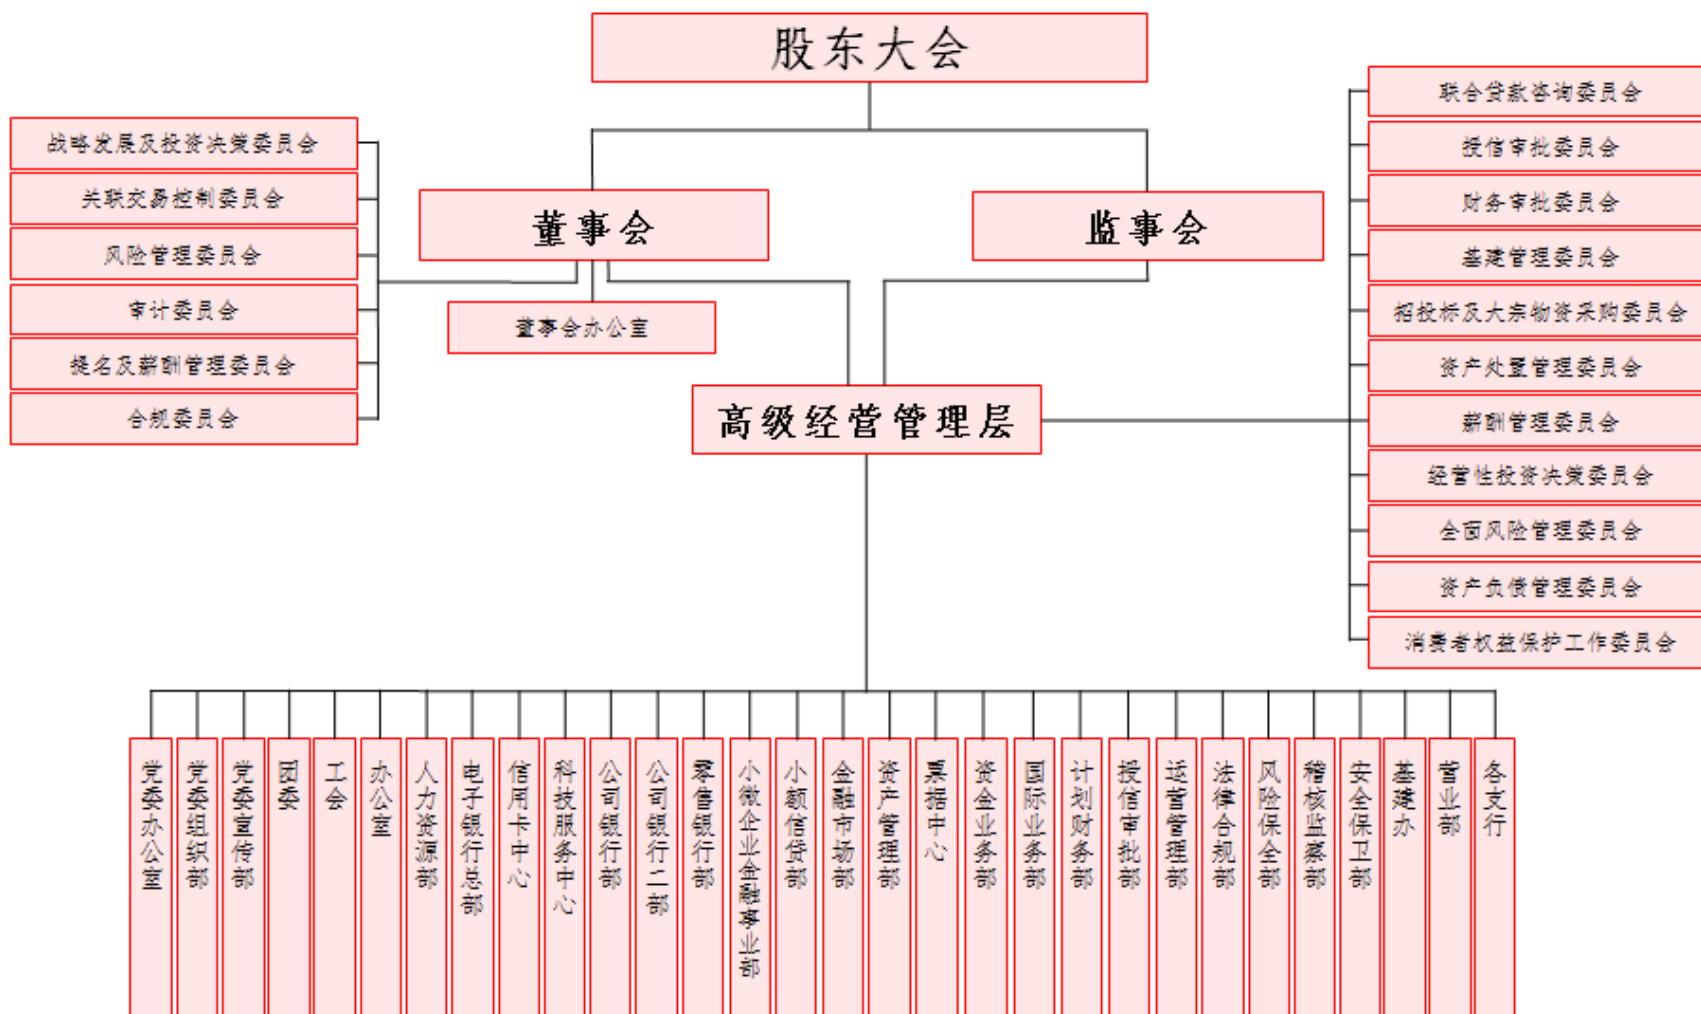 股东大会
战略发展及投资决策委员会
关联交易控制委员会
风险管理委员会
审计委员会
提名及薪酬管理委员会
合规委员会
董事会
监事会
董事会办公室
高级经营管理层
联合贷款咨询委员会
授信审批委员会
财务审批委员会
基建管理委员会
招投标及大宗物资采购委员会
资产处置管理委员会
薪酬管理委员会
经营性投资决策委员会
全面风险管理委员会
资产负债管理委员会
消费者权益保护工作委员会
党委办公室
党委组织部
党委宣传部
团委
工会
办公室
人力资源部
电子银行总部
信用卡中心
科技服务中心
公司银行部
公司银行二部
零售银行部
小微企业金融事业部
小额信贷部
金融市场部
资产管理部
票据中心
资金业务部
国际业务部
计划财务部
授信审批部
运营管理部
法律合规部
风险保全部
稽核监察部
安全保卫部
基建办
营业部
各支行